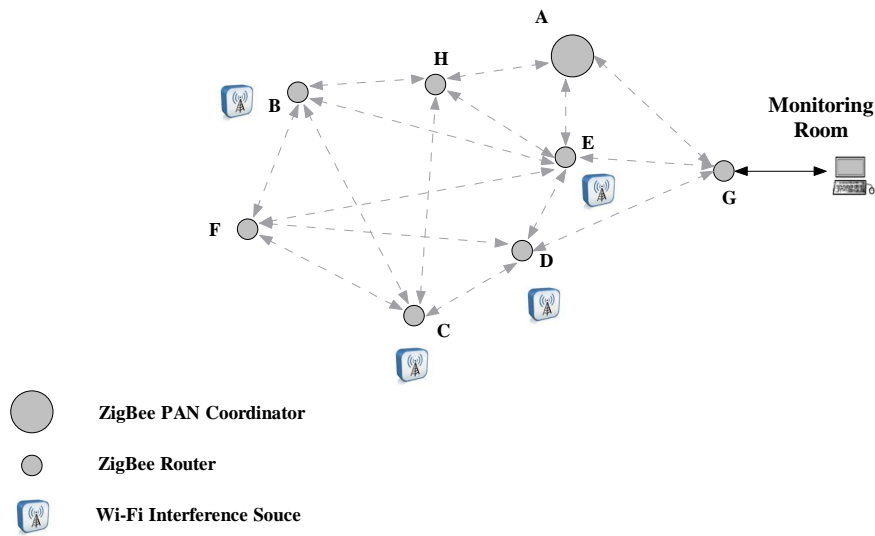 A
H
B
Monitoring
Room
E
G
F
D
C
ZigBee PAN Coordinator
ZigBee Router
Wi-Fi Interference Souce